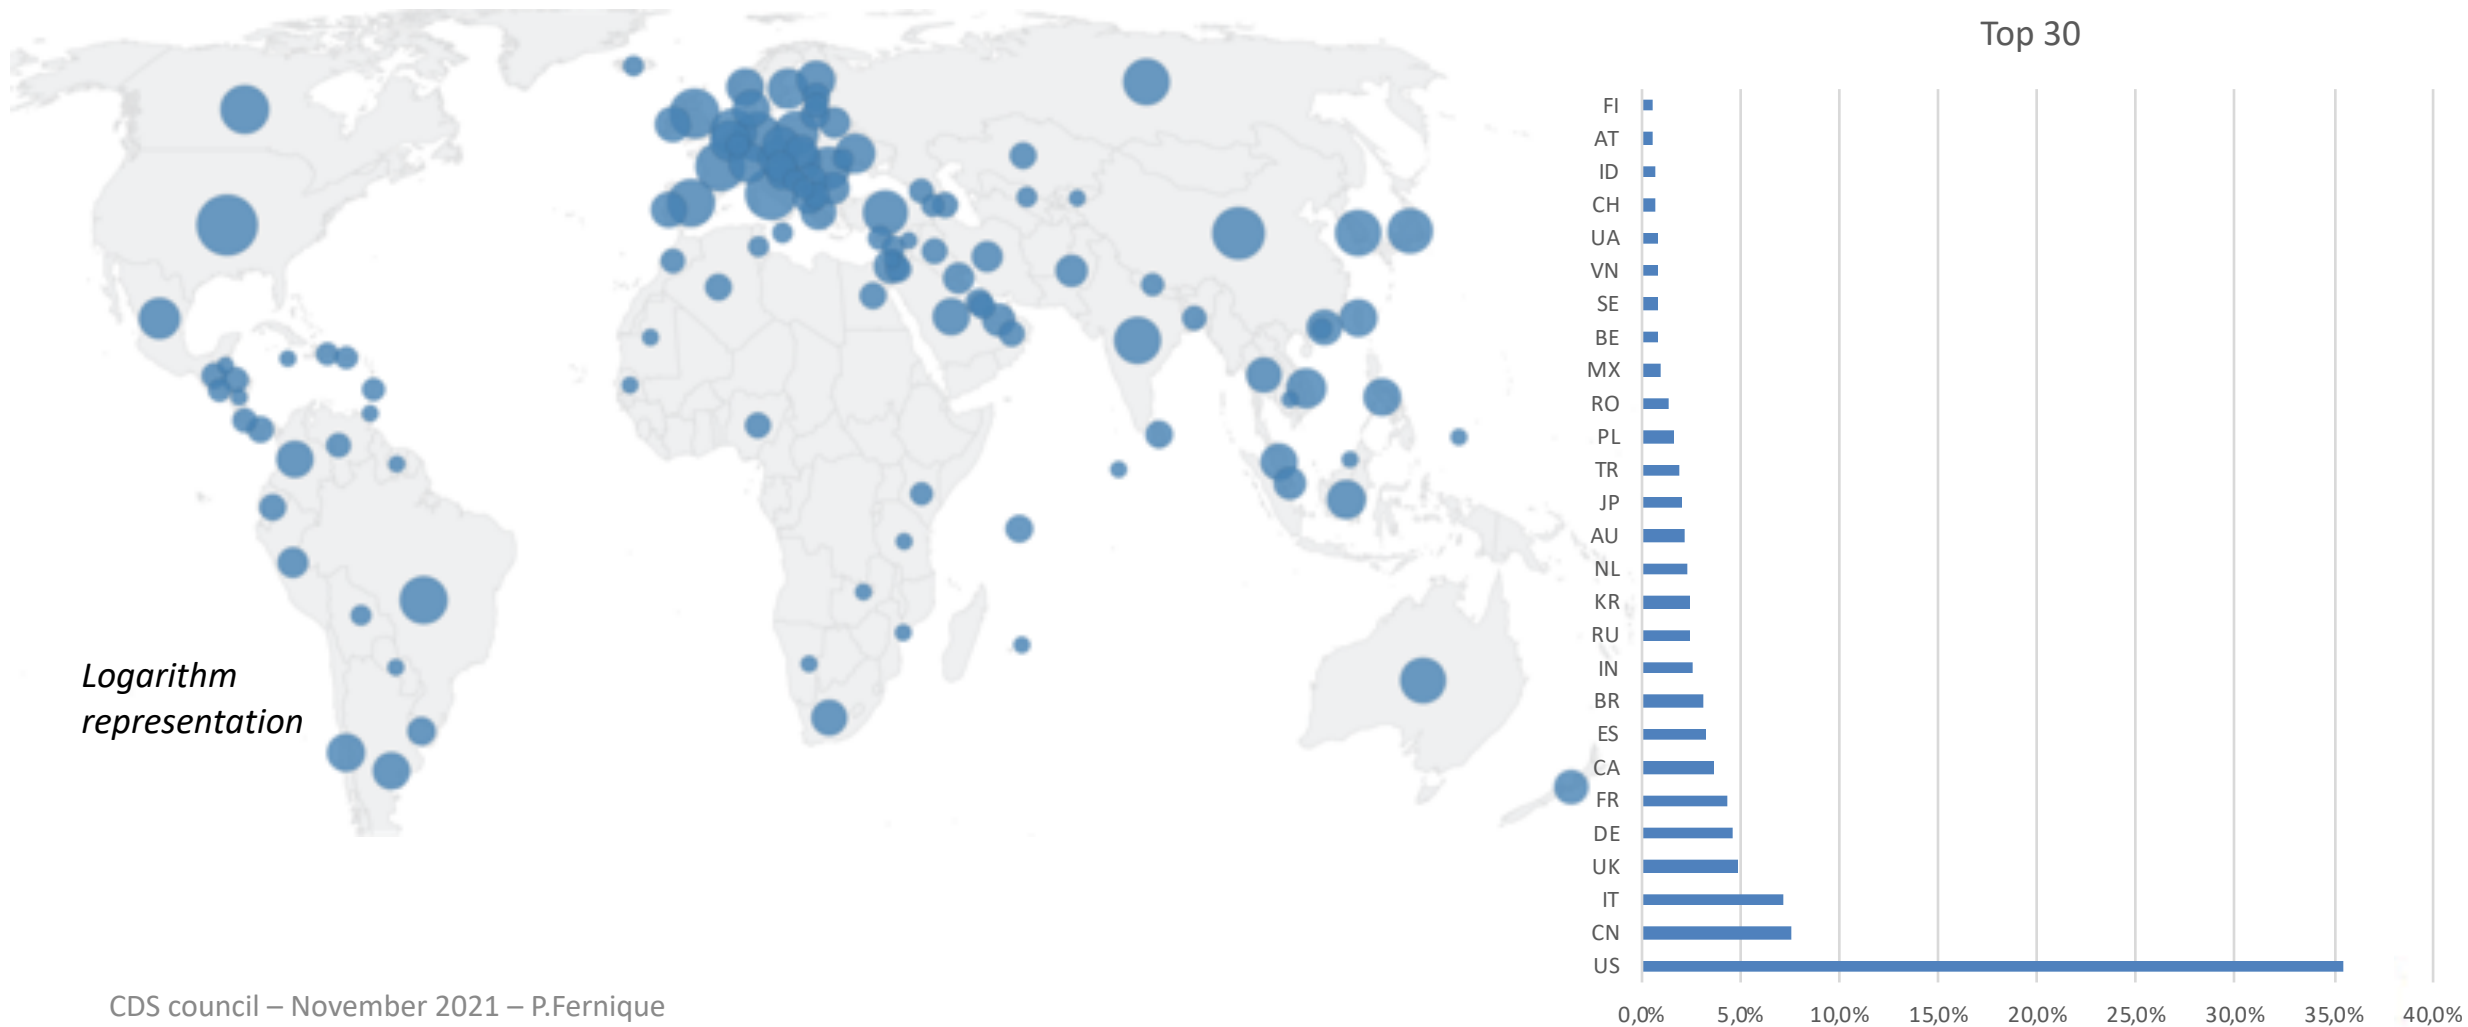 Top 30
FI
AT
ID
CH
UA
VN
SE
BE
MX
RO
PL
TR
JP
AU
NL
KR
RU
IN
BR
ES
CA
FR
DE
UK
IT
CN
US
0,0% 5,0% 10,0% 15,0% 20,0% 25,0% 30,0% 35,0% 40,0%
Logarithm
representation
CDS council – November 2021 – P.Fernique